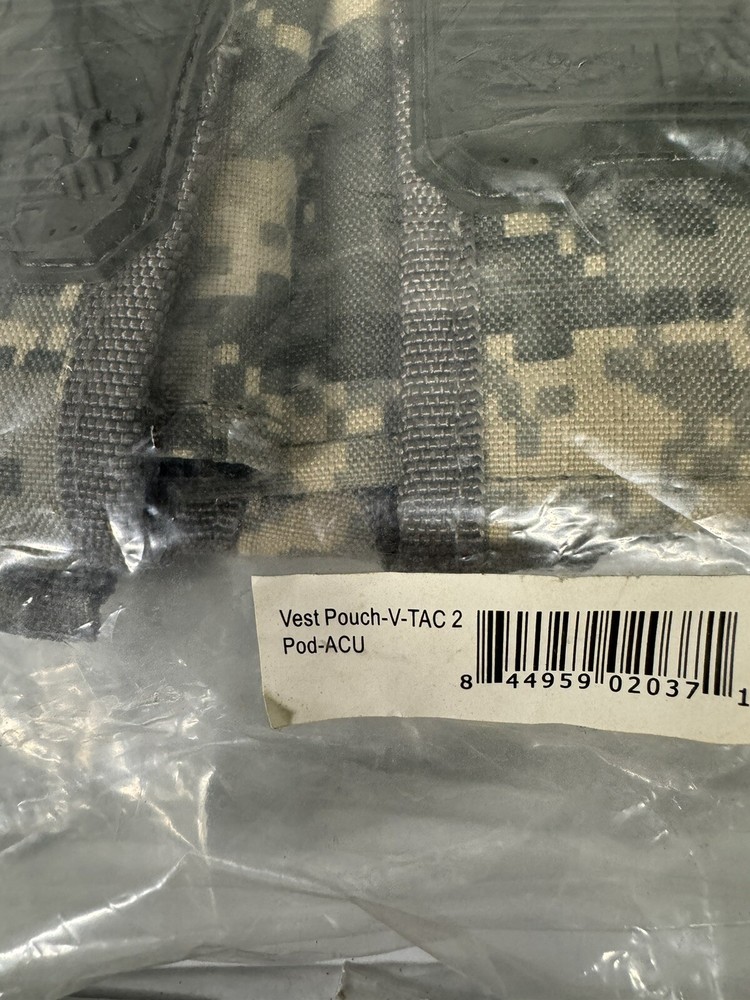 Vest Pouch-V-TAC 2
Pod-ACU
8 44959 02037 1